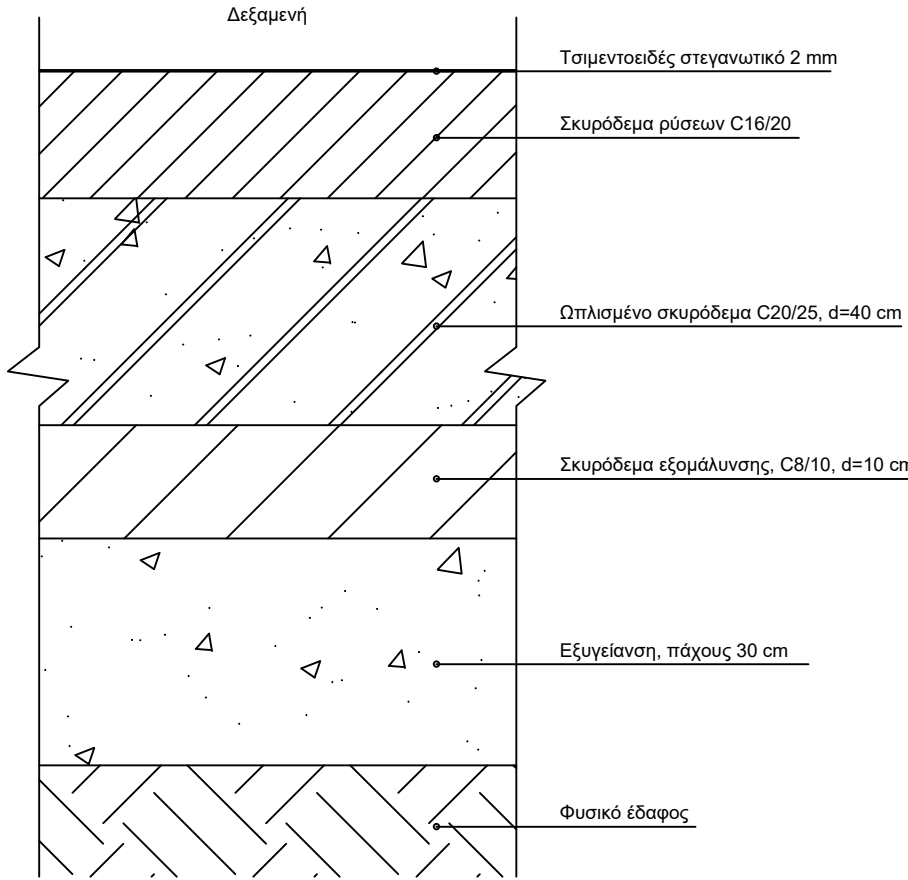 Δεξαμενή
Τσιμεντοειδές στεγανωτικό 2 mm
Σκυρόδεμα ρύσεων C16/20
Ωπλισμένο σκυρόδεμα C20/25, d=40 cm
Σκυρόδεμα εξομάλυνσης, C8/10, d=10 cm
Εξυγείανση, πάχους 30 cm
Φυσικό έδαφος